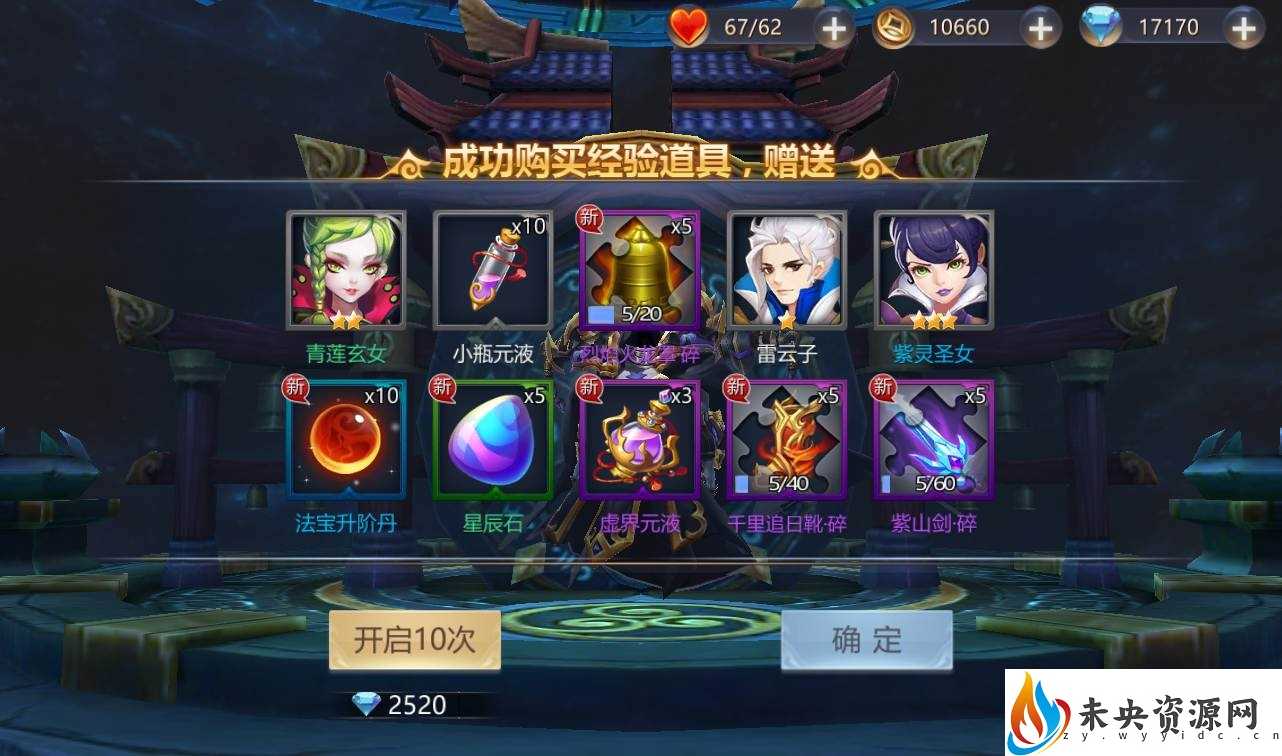 67/62
10660
17170
成功购买经验道具，赠送
x10
新
x5
5/20
青莲玄女
小瓶元液
雷云子
紫灵圣女
新
x10
新
x5
新
x3
新
x5
5/40
新
x5
5/60
法宝升阶丹
星辰石
虚界元液
千里追日靴·碎
紫山剑·碎
开启10次
确定
2520
未央资源网
zy.wyyidc.cn